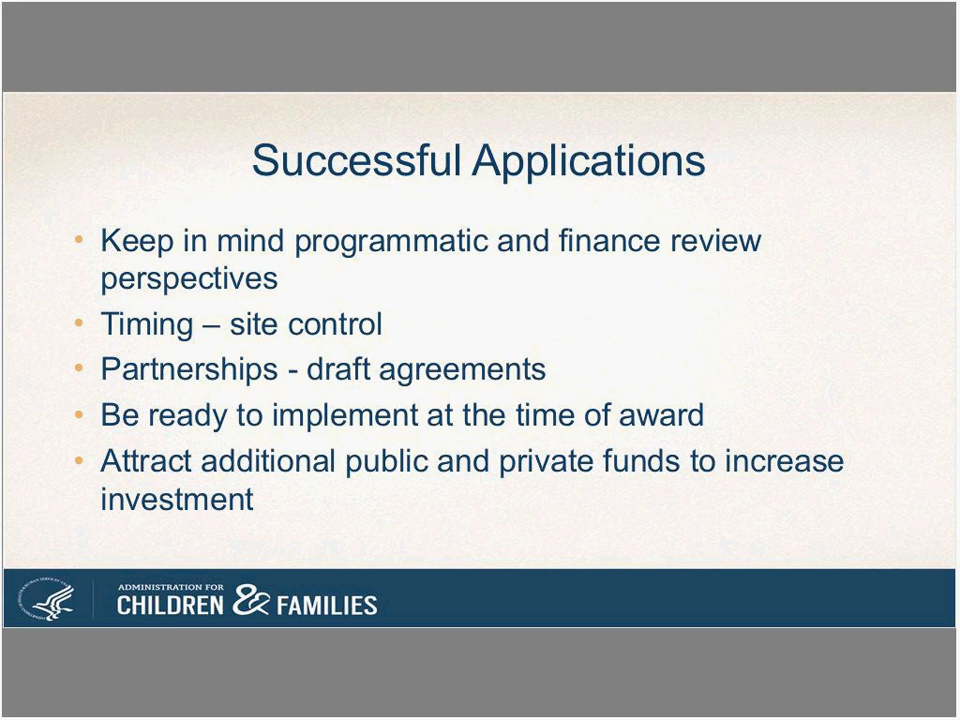 Successful Applications
• Keep in mind programmatic and finance review
perspectives
• Timing – site control
• Partnerships - draft agreements
• Be ready to implement at the time of award
• Attract additional public and private funds to increase
investment
ADMINISTRATION FOR
CHILDREN & FAMILIES